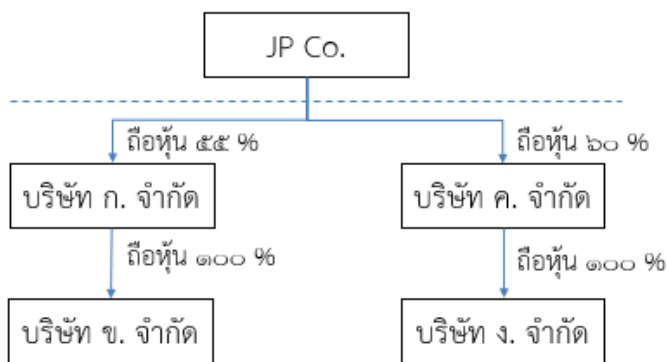 JP Co.
ถือหุ้น ๕๕ %
ถือหุ้น ๖๐ %
บริษัท ก. จำกัด
บริษัท ค. จำกัด
ถือหุ้น ๑๐๐ %
ถือหุ้น ๑๐๐ %
บริษัท ข. จำกัด
บริษัท ง. จำกัด